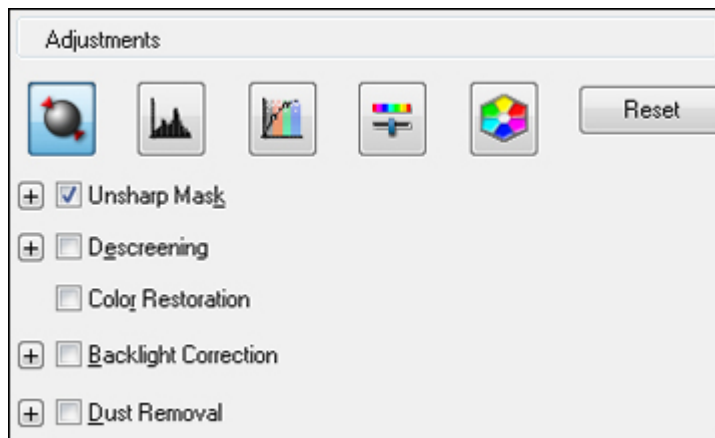 Adjustments
Reset
Unsharp Mask
Descreening
Color Restoration
Backlight Correction
Dust Removal